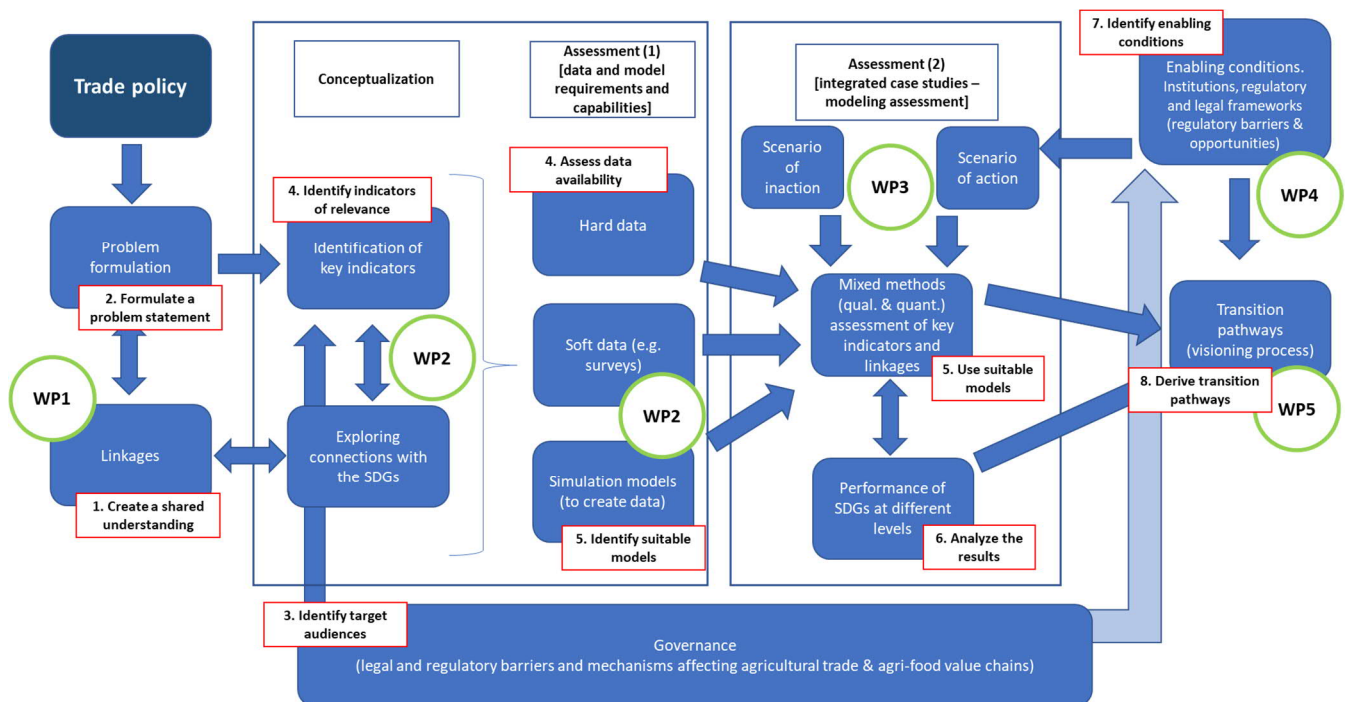 Trade policy
Problem
formulation
2. Formulate a
problem statement
WP1
Linkages
1. Create a shared
understanding
Conceptualization
4. Identify indicators
of relevance
Identification of
key indicators
WP2
Exploring
connections with
the SDGs
3. Identify target
audiences
Assessment (1)
[data and model
requirements and
capabilities]
4. Assess data
availability
Hard data
Soft data (e.g.
surveys)
WP2
Simulation models
(to create data)
5. Identify suitable
models
Assessment (2)
[integrated case studies –
modeling assessment]
Scenario
of
inaction
WP3
Scenario
of action
Mixed methods
(qual. & quant.)
assessment of key
indicators and
linkages
5. Use suitable
models
Performance of
SDGs at different
levels
6. Analyze the
results
7. Identify enabling
conditions
Enabling conditions.
Institutions, regulatory
and legal frameworks
(regulatory barriers &
opportunities)
WP4
Transition
pathways
(visioning process)
8. Derive transition
pathways
WP5
Governance
(legal and regulatory barriers and mechanisms affecting agricultural trade & agri-food value chains)